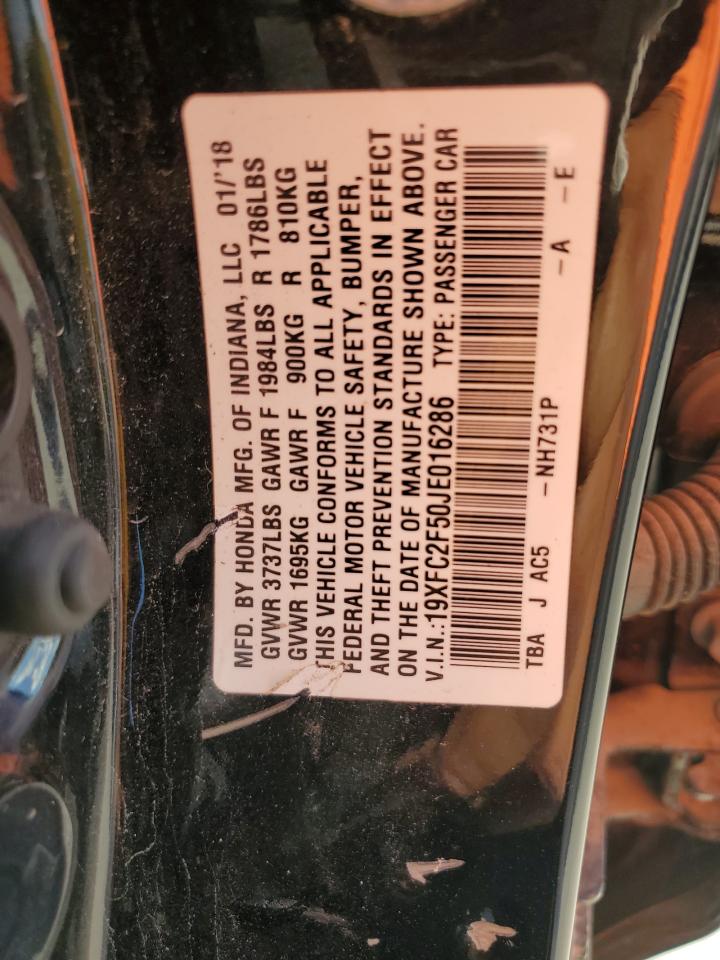 MFD. BY HONDA MFG. OF INDIANA, LLC 01/'18
GVWR 3737LBS GAWR F 1984LBS R 1786LBS
GVWR 1695KG GAWR F 900KG R 810KG
THIS VEHICLE CONFORMS TO ALL APPLICABLE
FEDERAL MOTOR VEHICLE SAFETY, BUMPER,
AND THEFT PREVENTION STANDARDS IN EFFECT
ON THE DATE OF MANUFACTURE SHOWN ABOVE.
V.I.N.:19XFC2F50JE016286 TYPE: PASSENGER CAR
TBA J AC5 –NH731P –A –E